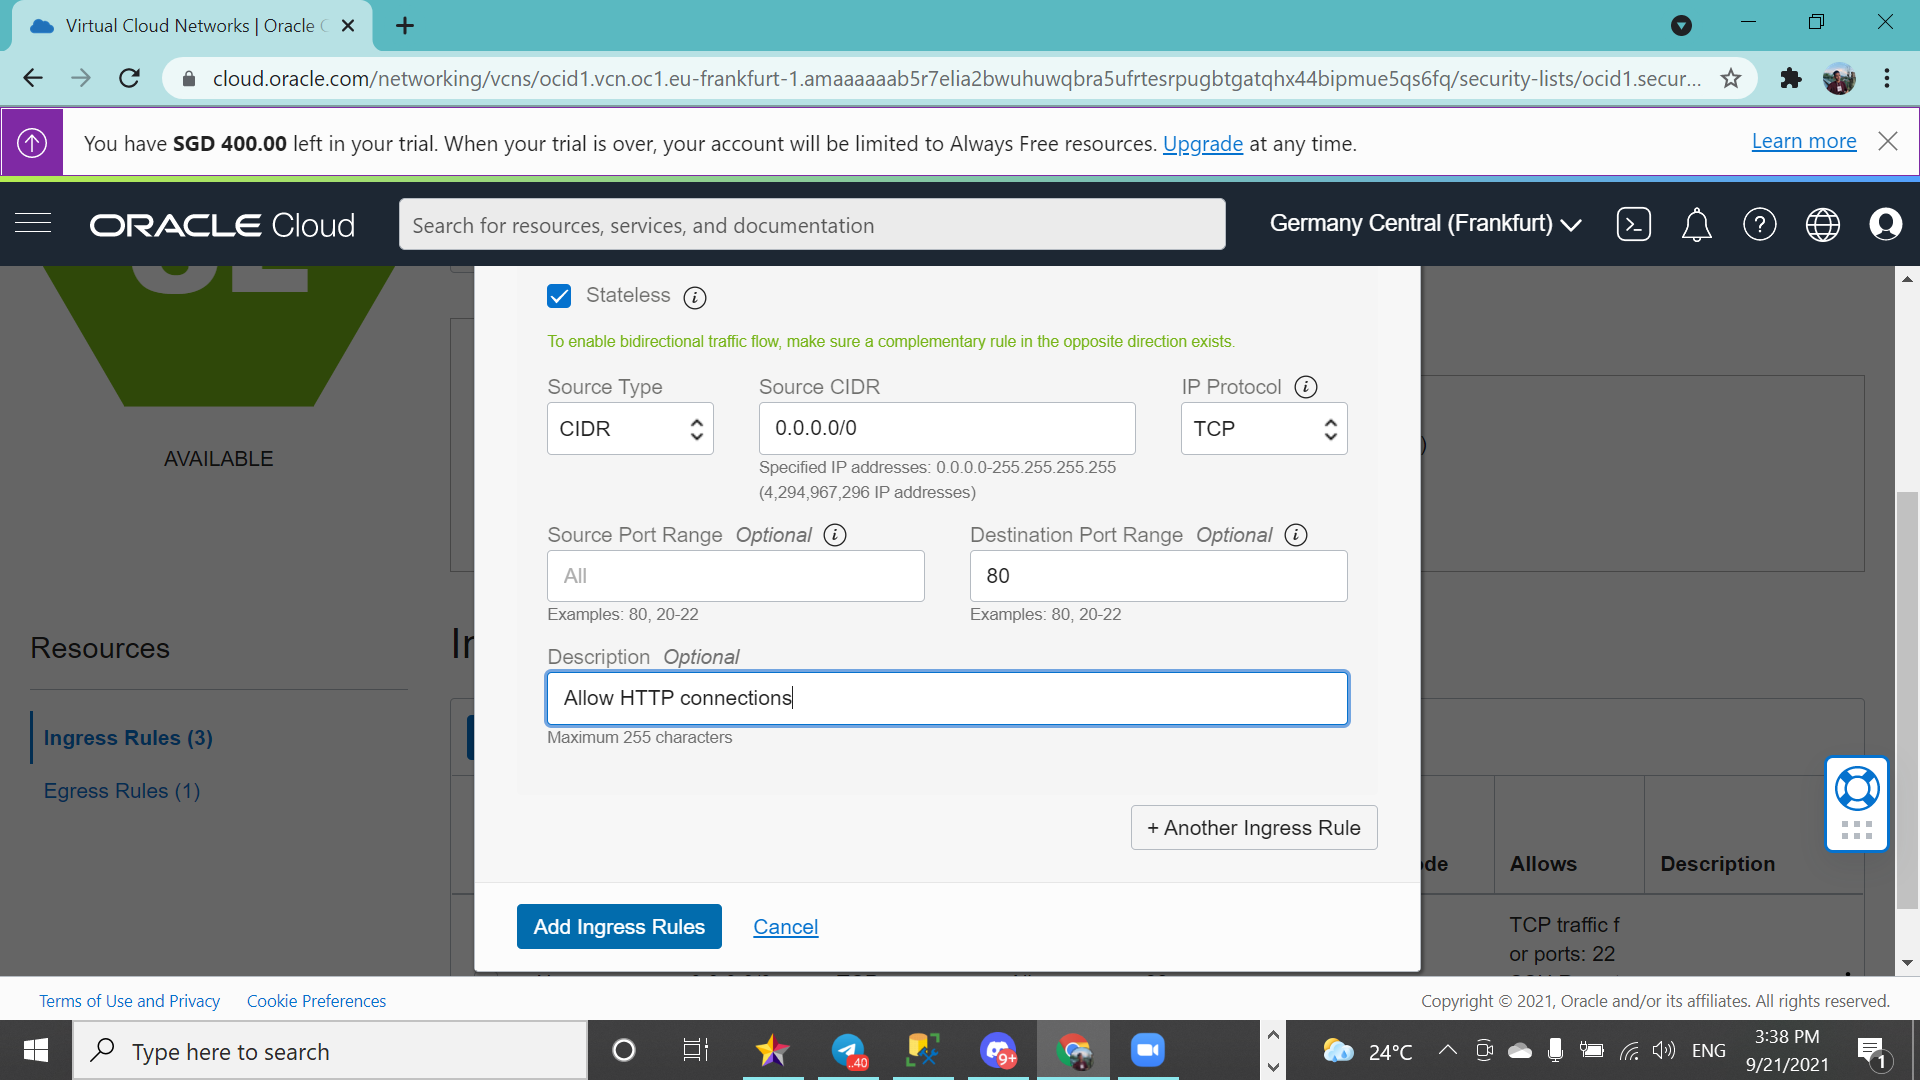 Virtual Cloud Networks | Oracle C
cloud.oracle.com/networking/vcns/ocid1.vcn.oc1.eu-frankfurt-1.amaaaaaab5r7elia2bwuhuwqbra5ufrtesrpugbtgatqhx44bipmue5qs6fq/security-lists/ocid1.secur...
You have SGD 400.00 left in your trial. When your trial is over, your account will be limited to Always Free resources. Upgrade at any time.
Learn more
ORACLE Cloud
Search for resources, services, and documentation
Germany Central (Frankfurt)
AVAILABLE
Stateless
To enable bidirectional traffic flow, make sure a complementary rule in the opposite direction exists.
Source Type
Source CIDR
IP Protocol
CIDR
0.0.0.0/0
TCP
Specified IP addresses: 0.0.0.0-255.255.255.255
(4,294,967,296 IP addresses)
Source Port Range Optional
Destination Port Range Optional
All
80
Examples: 80, 20-22
Examples: 80, 20-22
Description Optional
Allow HTTP connections
Maximum 255 characters
+ Another Ingress Rule
Add Ingress Rules
Cancel
Resources
Ingress Rules (3)
Egress Rules (1)
In
de
Allows
Description
TCP traffic f
or ports: 22
Terms of Use and Privacy
Cookie Preferences
Copyright © 2021, Oracle and/or its affiliates. All rights reserved.
Type here to search
40
9+
24°C
ENG
3:38 PM
9/21/2021
1